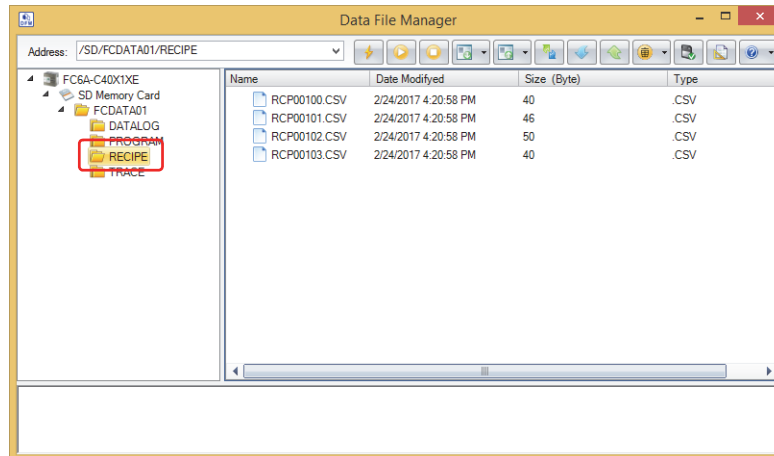 DFM Data File Manager
Address: /SD/FCDATA01/RECIPE
FC6A-C40X1XE
SD Memory Card
FCDATA01
DATALOG
PROGRAM
RECIPE
TRACE
Name Date Modifyed Size (Byte) Type
RCP00100.CSV 2/24/2017 4:20:58 PM 40 .CSV
RCP00101.CSV 2/24/2017 4:20:58 PM 46 .CSV
RCP00102.CSV 2/24/2017 4:20:58 PM 50 .CSV
RCP00103.CSV 2/24/2017 4:20:58 PM 40 .CSV